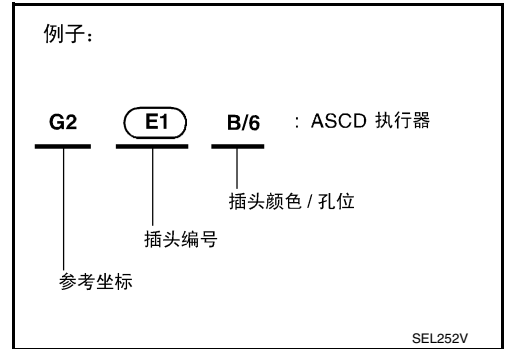 例子：
G2 E1 B/6 : ASCD 执行器
插头颜色 / 孔位
插头编号
参考坐标
SEL252V